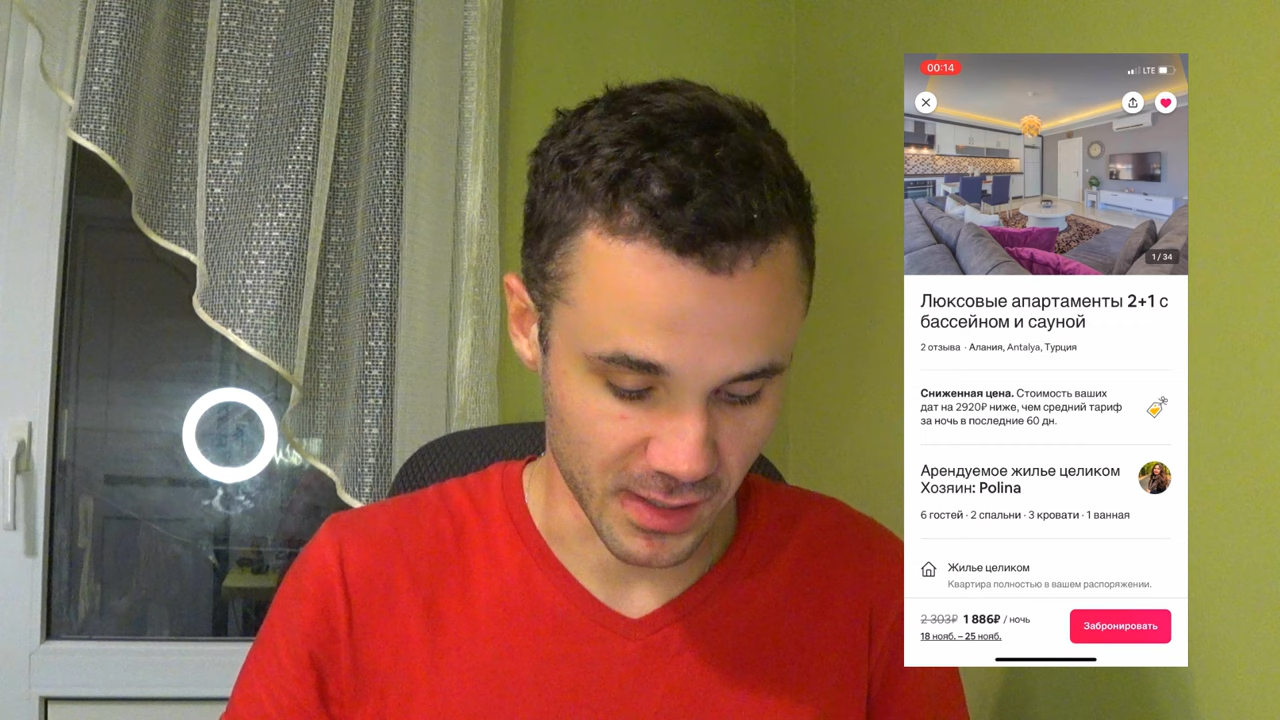 00:14
LTE
1 / 34
Люксовые апартаменты 2+1 с
бассейном и сауной
2 отзыва · Алания, Antalya, Турция
Сниженная цена. Стоимость ваших
дат на 2920₽ ниже, чем средний тариф
за ночь в последние 60 дн.
Арендуемое жилье целиком
Хозяин: Polina
6 гостей · 2 спальни · 3 кровати · 1 ванная
Жилье целиком
Квартира полностью в вашем распоряжении.
2 303₽ 1 886₽ / ночь
18 нояб. – 25 нояб.
Забронировать